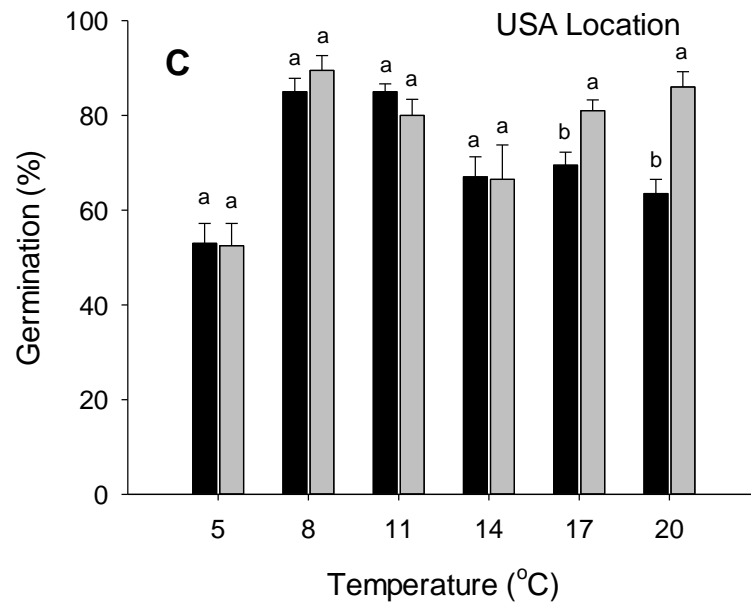 USA Location
C
100
80
60
40
20
0
Germination (%)
a a
a a
a a
a a
b a
b a
5 8 11 14 17 20
Temperature (°C)